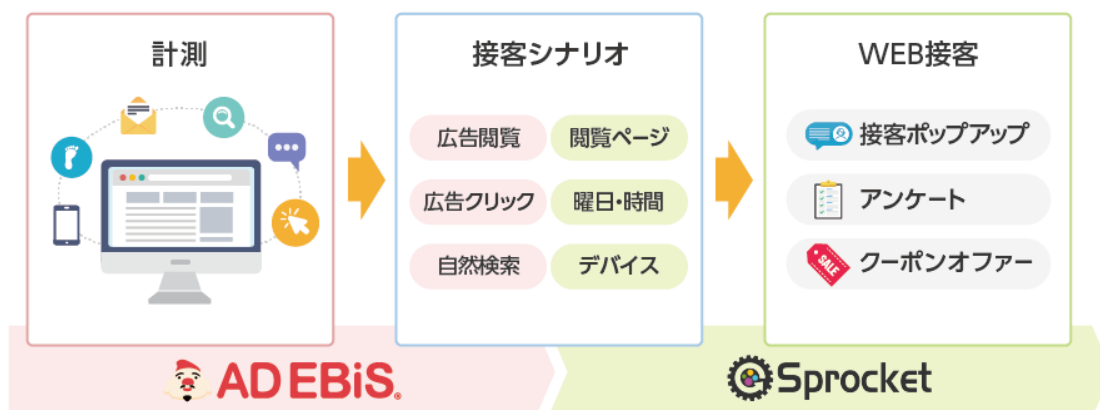 計測
接客シナリオ
広告閲覧
閲覧ページ
広告クリック
曜日・時間
自然検索
デバイス
WEB接客
接客ポップアップ
アンケート
SALE
クーポンオファー
AD EBiS.
Sprocket